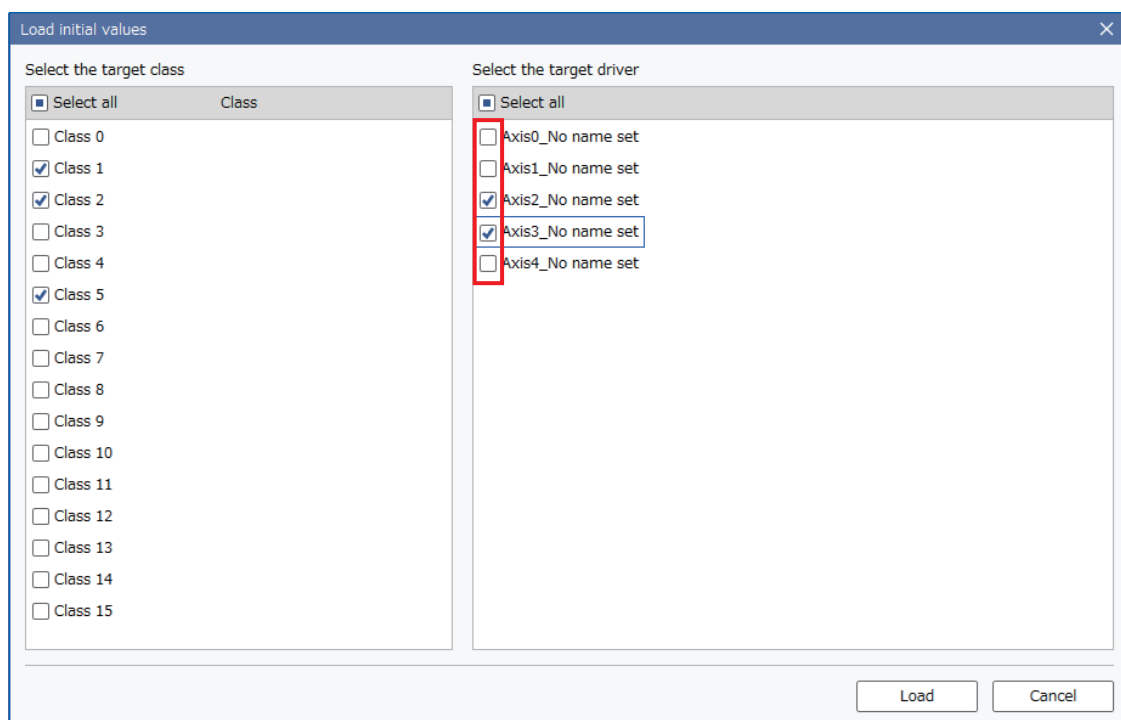 Load initial values
Select the target class
Select all Class
Class 0
Class 1
Class 2
Class 3
Class 4
Class 5
Class 6
Class 7
Class 8
Class 9
Class 10
Class 11
Class 12
Class 13
Class 14
Class 15
Select the target driver
Select all
Axis0_No name set
Axis1_No name set
Axis2_No name set
Axis3_No name set
Axis4_No name set
Load Cancel